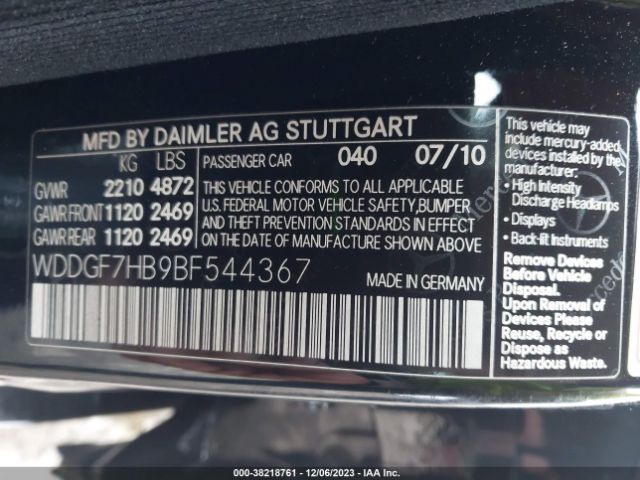 MFD BY DAIMLER AG STUTTGART
KG LBS
GVWR 2210 4872
GAWR FRONT 1120 2469
GAWR REAR 1120 2469
PASSENGER CAR 040 07/10
THIS VEHICLE CONFORMS TO ALL APPLICABLE
U.S. FEDERAL MOTOR VEHICLE SAFETY,BUMPER
AND THEFT PREVENTION STANDARDS IN EFFECT
ON THE DATE OF MANUFACTURE SHOWN ABOVE
WDDGF7HB9BF544367
MADE IN GERMANY
This vehicle may
include mercury-added
devices installed by the
manufacturer:
• High Intensity
Discharge Headlamps
• Displays
• Back-lit Instruments
Remove Devices
Before Vehicle
Disposal.
Upon Removal of
Devices Please
Reuse, Recycle or
Dispose as
Hazardous Waste.
000-38218761 - 12/06/2023 - IAA Inc.